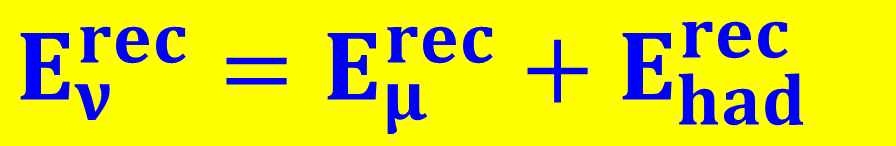 E_ν^rec = E_μ^rec + E_had^rec